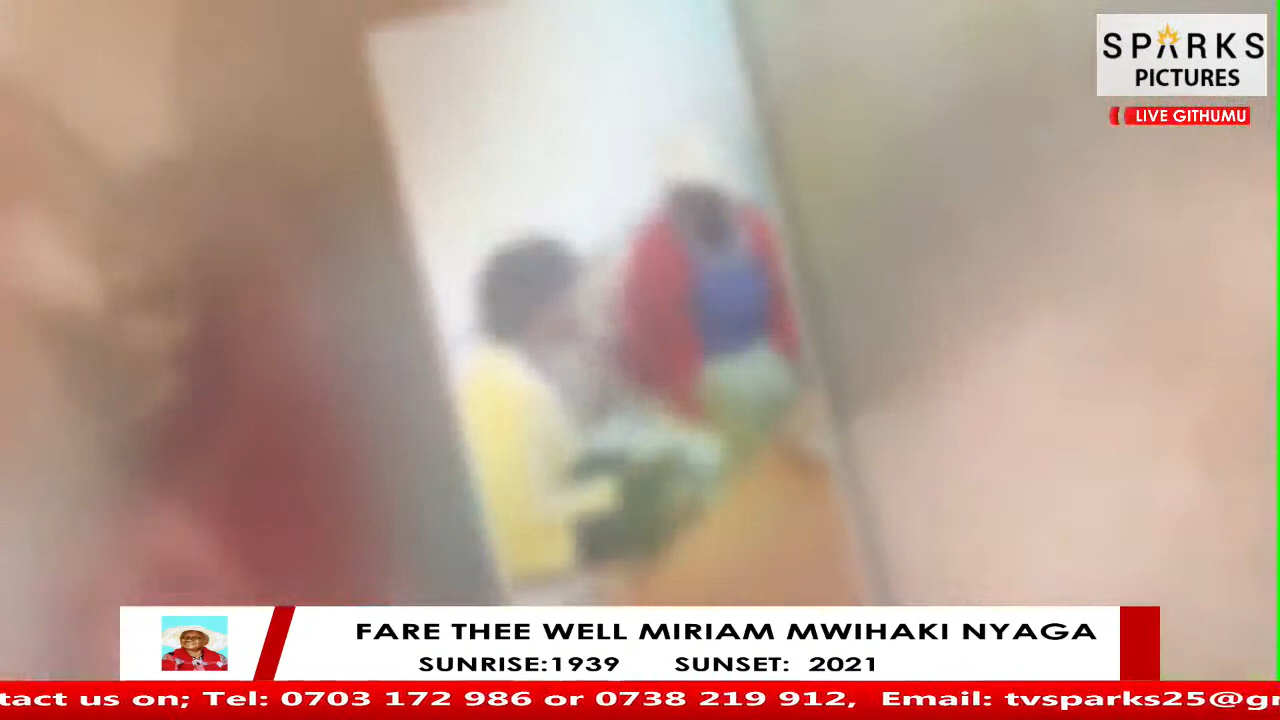 SPARKS
PICTURES
LIVE GITHUMU
FARE THEE WELL MIRIAM MWIHAKI NYAGA
SUNRISE:1939 SUNSET: 2021
tact us on; Tel: 0703 172 986 or 0738 219 912, Email: tvsparks25@g